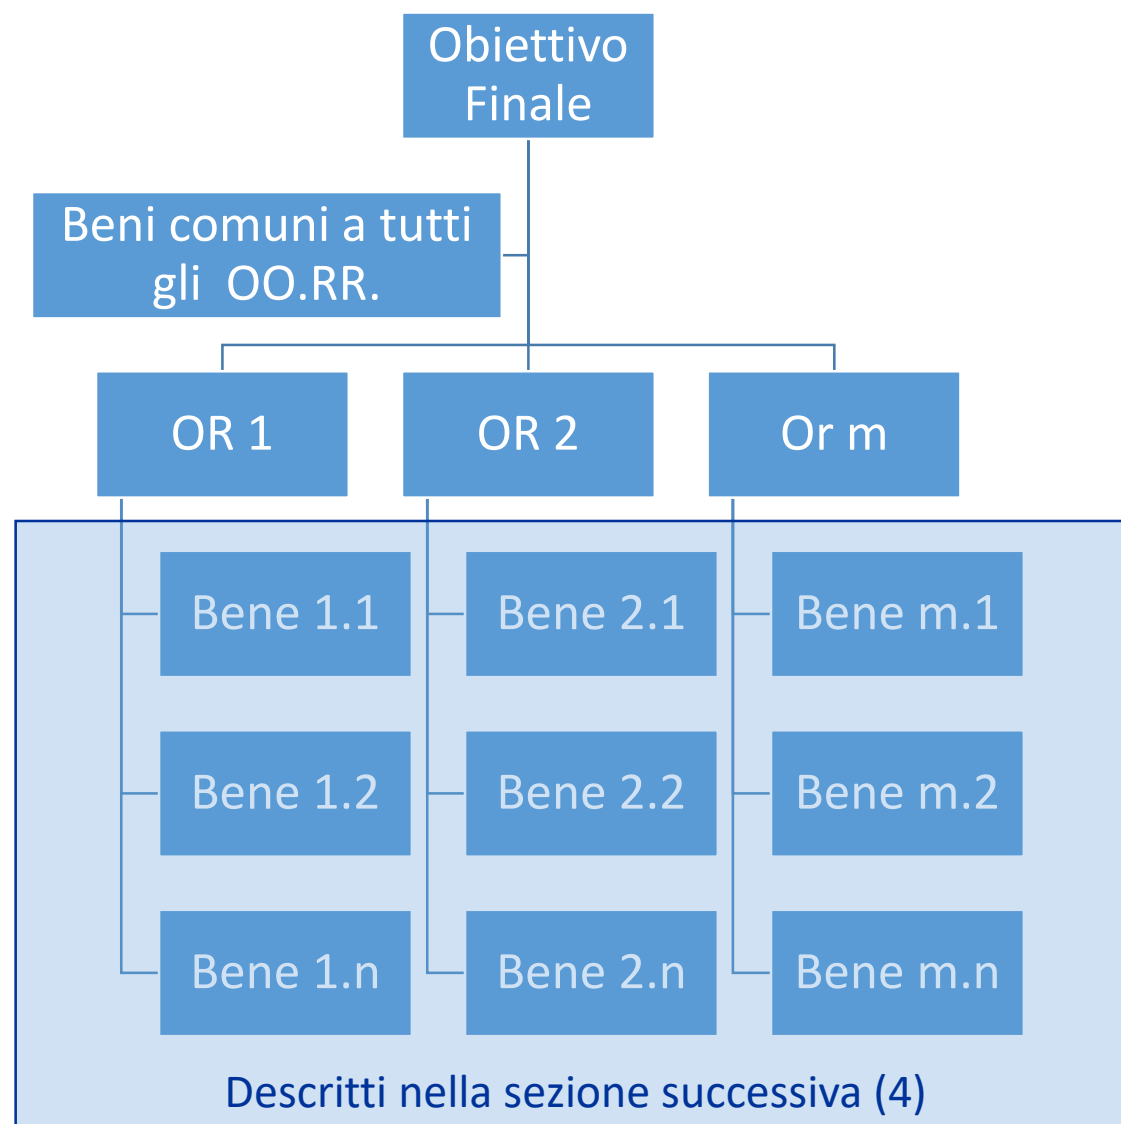 Obiettivo
Finale
Beni comuni a tutti
gli OO.RR.
OR 1
OR 2
Or m
Bene 1.1
Bene 2.1
Bene m.1
Bene 1.2
Bene 2.2
Bene m.2
Bene 1.n
Bene 2.n
Bene m.n
Descritti nella sezione successiva (4)